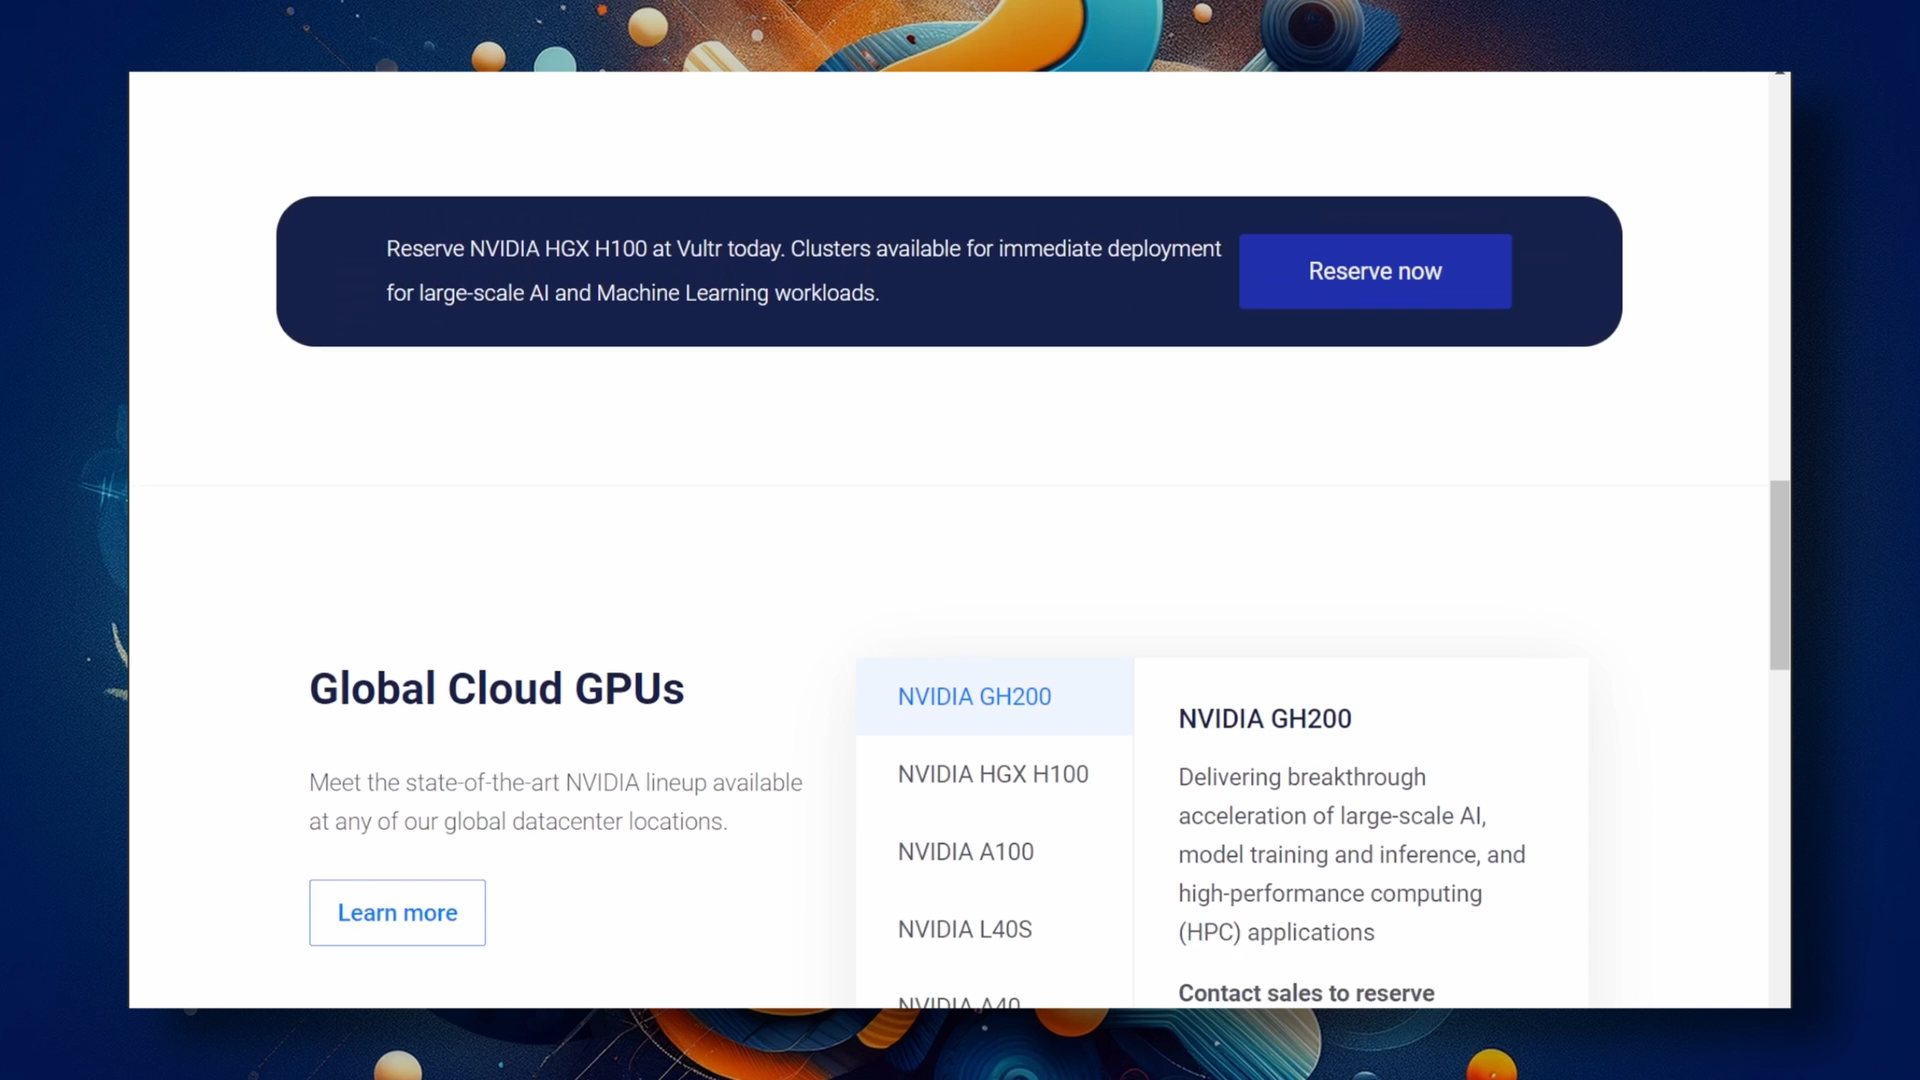 Reserve NVIDIA HGX H100 at Vultr today. Clusters available for immediate deployment
for large-scale AI and Machine Learning workloads.
Reserve now
Global Cloud GPUs
Meet the state-of-the-art NVIDIA lineup available
at any of our global datacenter locations.
Learn more
NVIDIA GH200
NVIDIA HGX H100
NVIDIA A100
NVIDIA L40S
NVIDIA A40
NVIDIA GH200
Delivering breakthrough
acceleration of large-scale AI,
model training and inference, and
high-performance computing
(HPC) applications
Contact sales to reserve